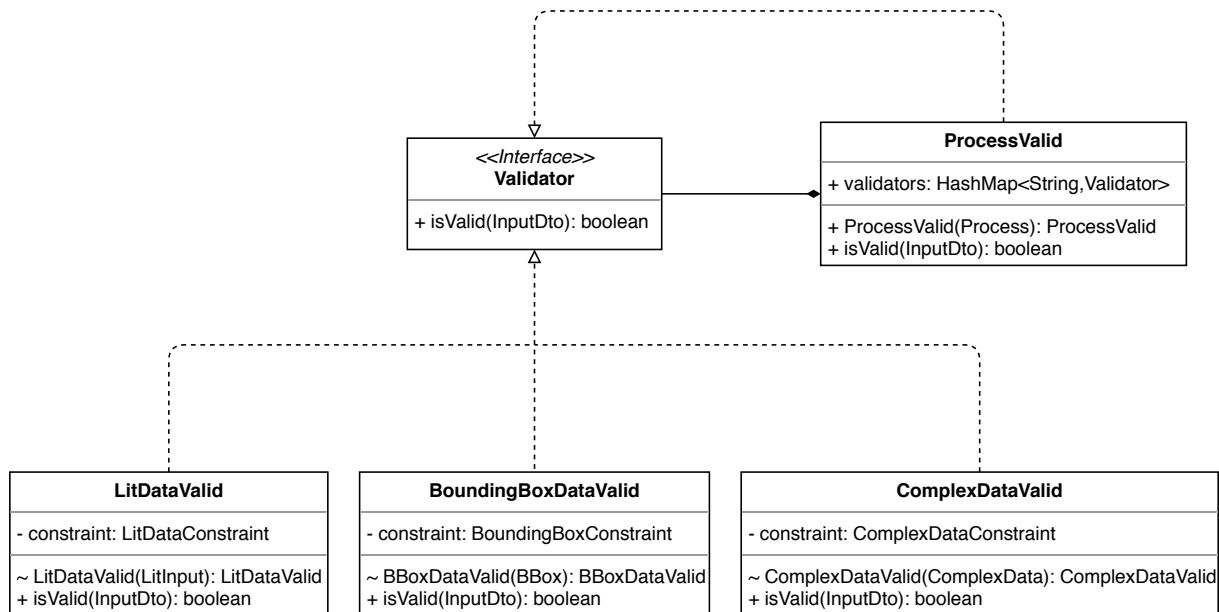 <<Interface>>
Validator
+ isValid(InputDto): boolean
ProcessValid
+ validators: HashMap<String,Validator>
+ ProcessValid(Process): ProcessValid
+ isValid(InputDto): boolean
LitDataValid
- constraint: LitDataConstraint
~ LitDataValid(LitInput): LitDataValid
+ isValid(InputDto): boolean
BoundingBoxDataValid
- constraint: BoundingBoxConstraint
~ BBoxDataValid(BBox): BBoxDataValid
+ isValid(InputDto): boolean
ComplexDataValid
- constraint: ComplexDataConstraint
~ ComplexDataValid(ComplexData): ComplexDataValid
+ isValid(InputDto): boolean